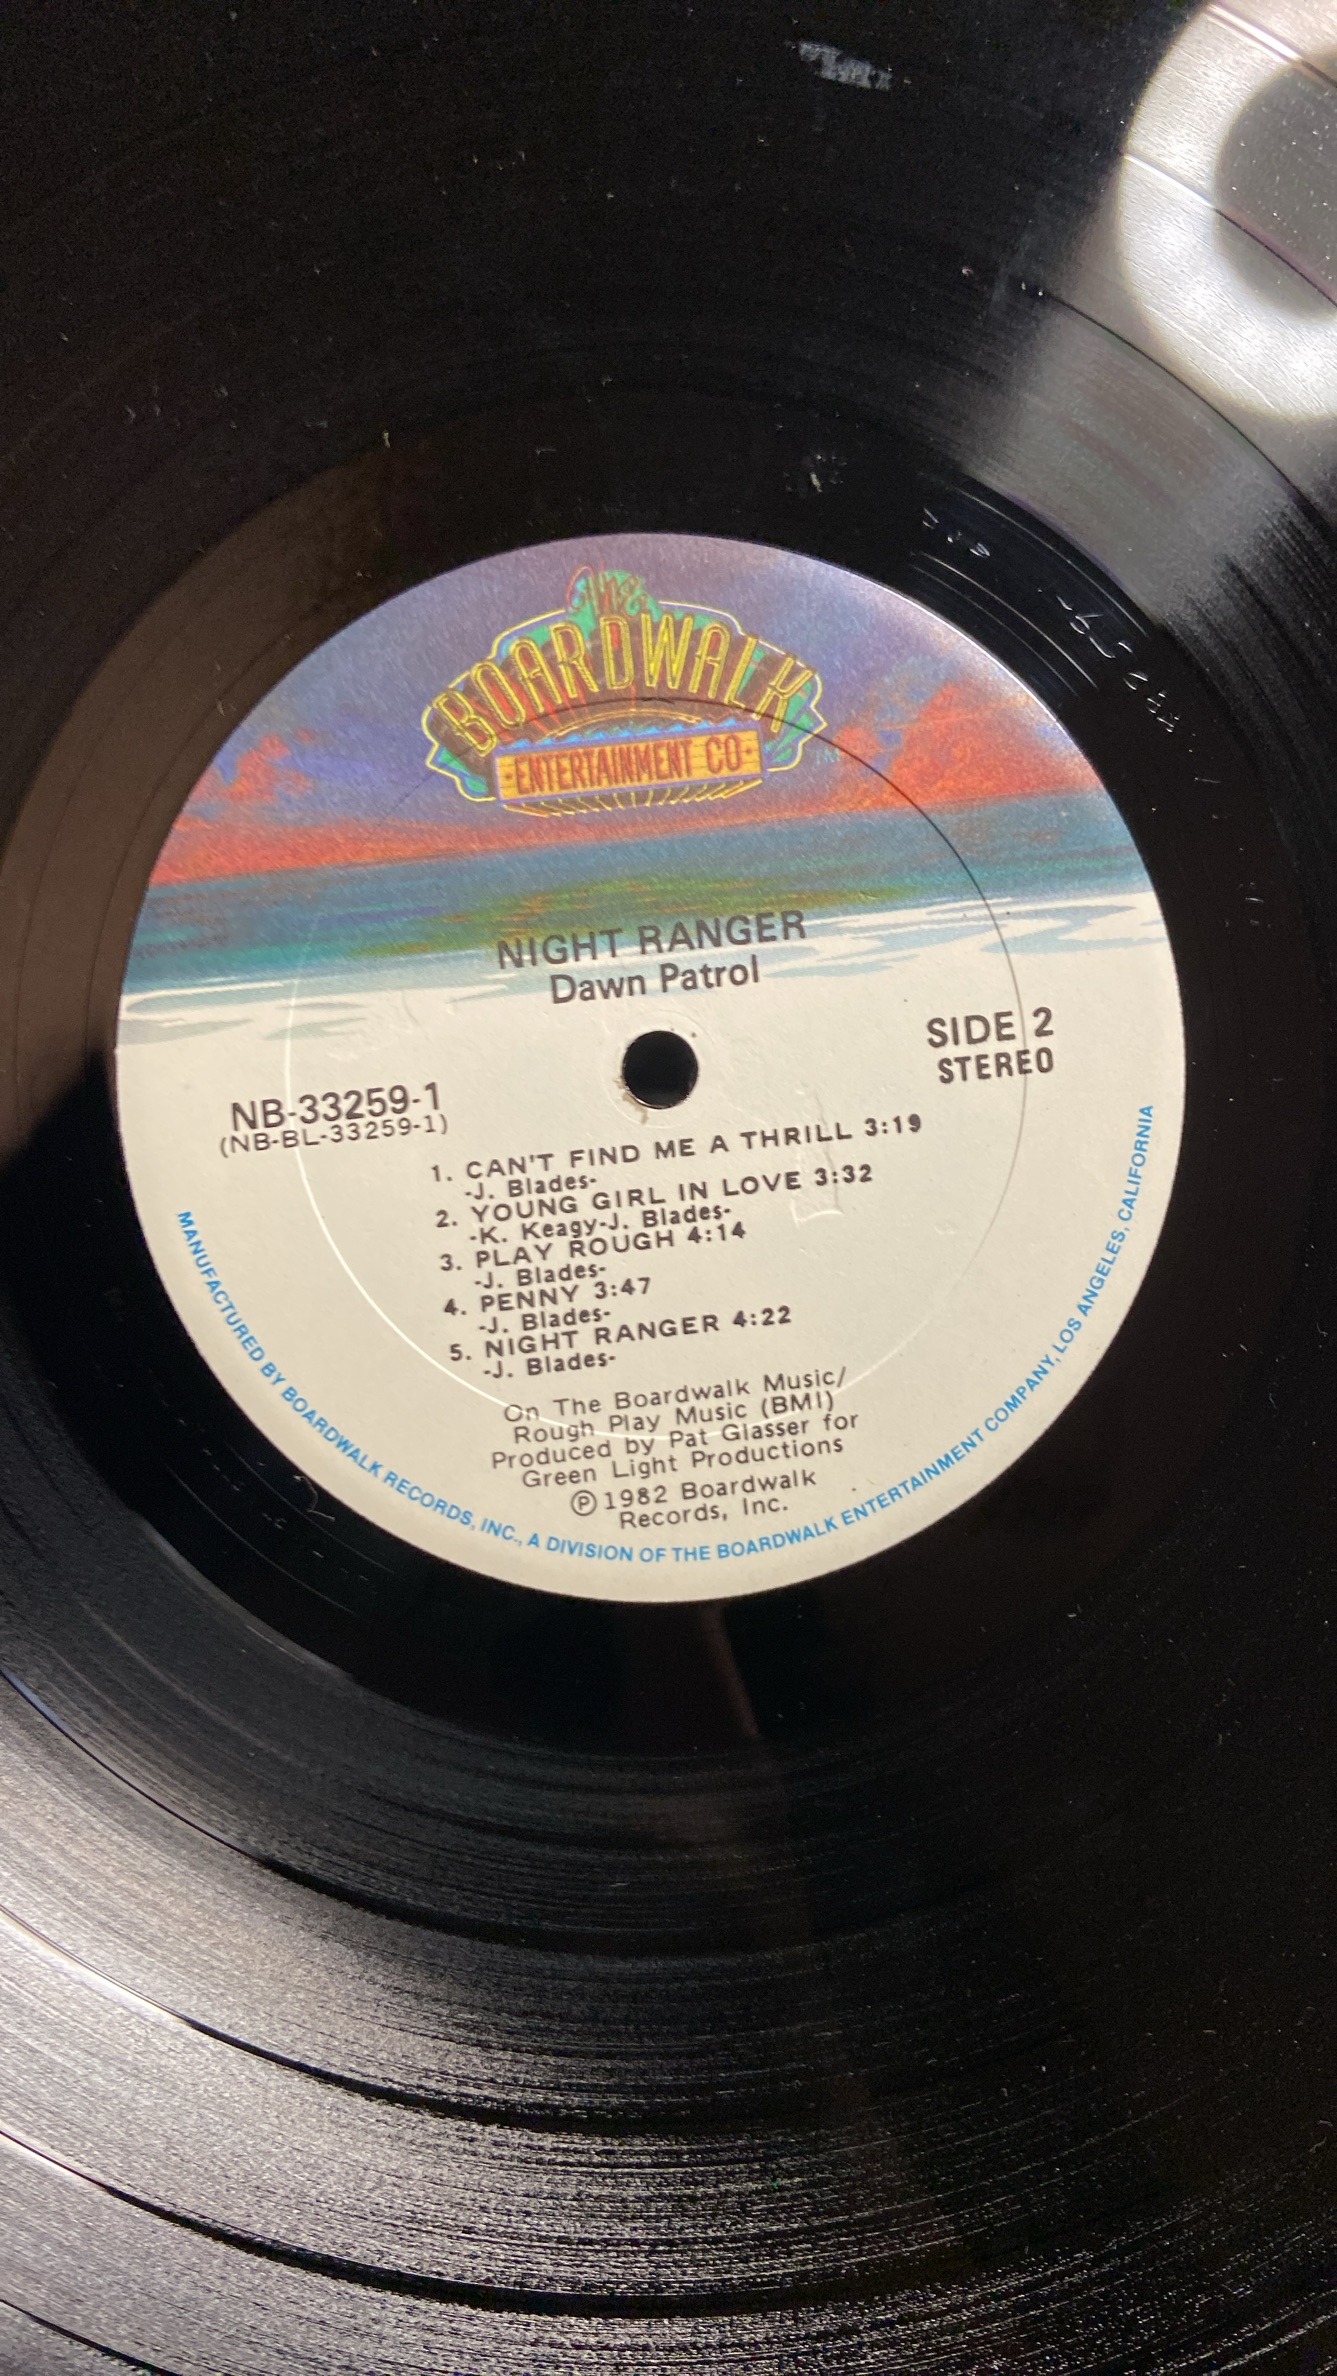 The
BOARDWALK
·ENTERTAINMENT CO·
TM
NIGHT RANGER
Dawn Patrol
SIDE 2
STEREO
NB-33259-1
(NB-BL-33259-1)
1. CAN'T FIND ME A THRILL 3:19
-J. Blades-
2. YOUNG GIRL IN LOVE 3:32
-K. Keagy-J. Blades-
3. PLAY ROUGH 4:14
-J. Blades-
4. PENNY 3:47
-J. Blades-
5. NIGHT RANGER 4:22
-J. Blades-
On The Boardwalk Music/
Rough Play Music (BMI)
Produced by Pat Glasser for
Green Light Productions
℗ 1982 Boardwalk
Records, Inc.
MANUFACTURED BY BOARDWALK RECORDS, INC., A DIVISION OF THE BOARDWALK ENTERTAINMENT COMPANY, LOS ANGELES, CALIFORNIA